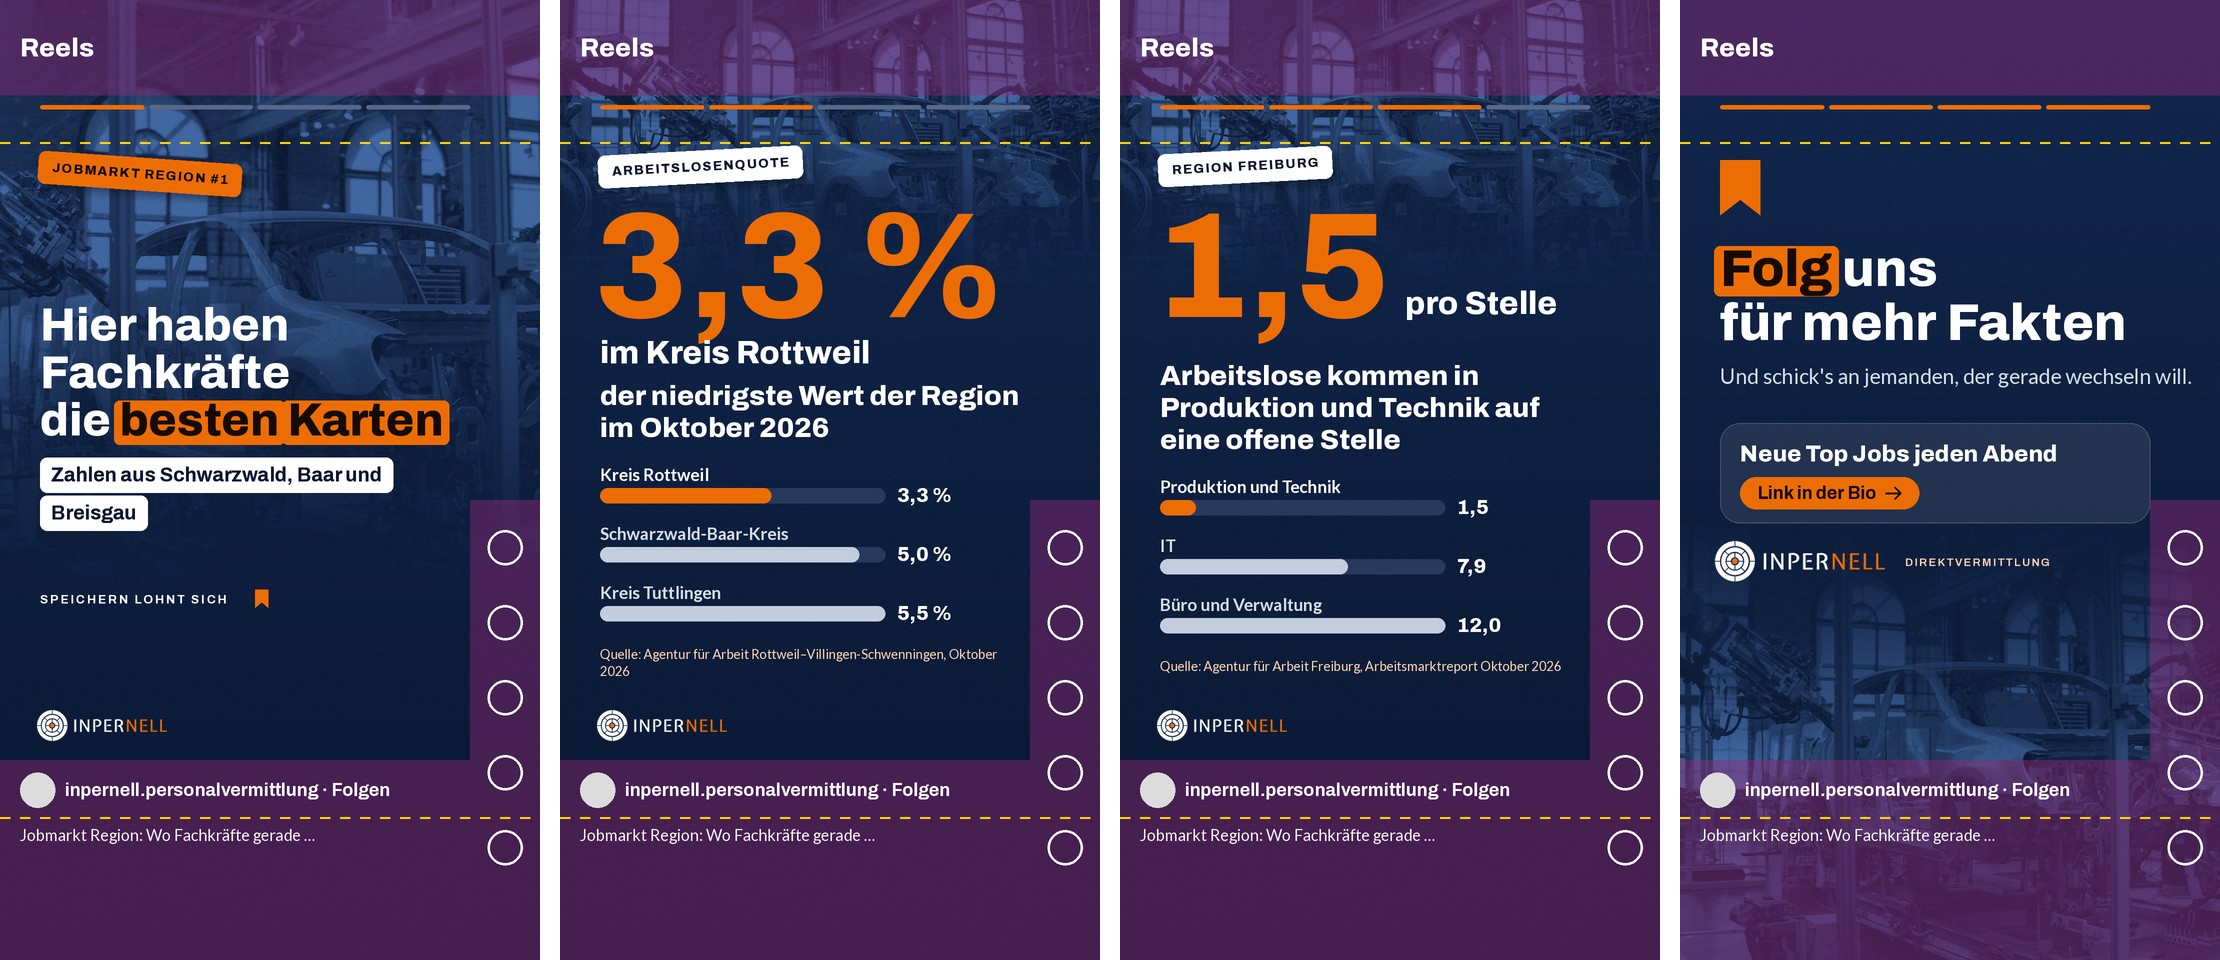 Reels
JOBMARKT REGION #1
Hier haben
Fachkräfte
die besten Karten
Zahlen aus Schwarzwald, Baar und
Breisgau
SPEICHERN LOHNT SICH
INPERNELL
inpernell.personalvermittlung · Folgen
Jobmarkt Region: Wo Fachkräfte gerade ...
Reels
ARBEITSLOSENQUOTE
3,3 %
im Kreis Rottweil
der niedrigste Wert der Region
im Oktober 2026
Kreis Rottweil
3,3 %
Schwarzwald-Baar-Kreis
5,0 %
Kreis Tuttlingen
5,5 %
Quelle: Agentur für Arbeit Rottweil–Villingen-Schwenningen, Oktober
2026
INPERNELL
inpernell.personalvermittlung · Folgen
Jobmarkt Region: Wo Fachkräfte gerade ...
Reels
REGION FREIBURG
1,5 pro Stelle
Arbeitslose kommen in
Produktion und Technik auf
eine offene Stelle
Produktion und Technik
1,5
IT
7,9
Büro und Verwaltung
12,0
Quelle: Agentur für Arbeit Freiburg, Arbeitsmarktreport Oktober 2026
INPERNELL
inpernell.personalvermittlung · Folgen
Jobmarkt Region: Wo Fachkräfte gerade ...
Reels
Folg uns
für mehr Fakten
Und schick's an jemanden, der gerade wechseln will.
Neue Top Jobs jeden Abend
Link in der Bio →
INPERNELL DIREKTVERMITTLUNG
inpernell.personalvermittlung · Folgen
Jobmarkt Region: Wo Fachkräfte gerade ...